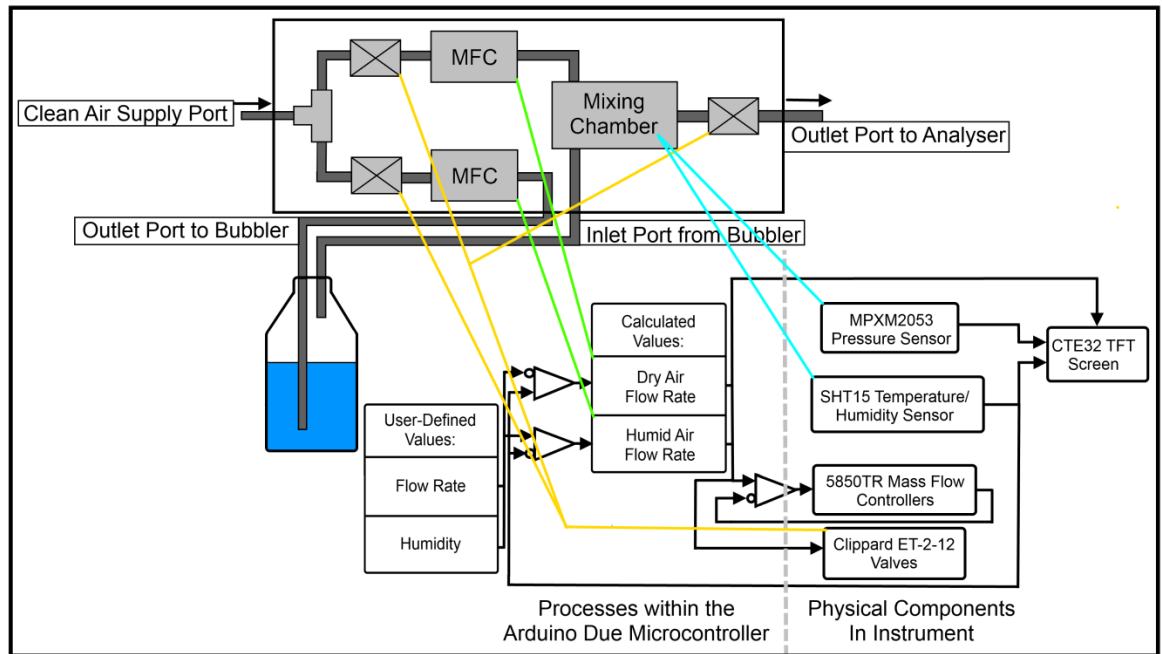 MFC
Clean Air Supply Port
Mixing
Chamber
Outlet Port to Analyser
MFC
Outlet Port to Bubbler
Inlet Port from Bubbler
Calculated
Values:
Dry Air
Flow Rate
Humid Air
Flow Rate
User-Defined
Values:
Flow Rate
Humidity
MPXM2053
Pressure Sensor
CTE32 TFT
Screen
SHT15 Temperature/
Humidity Sensor
5850TR Mass Flow
Controllers
Clippard ET-2-12
Valves
Processes within the
Arduino Due Microcontroller
Physical Components
In Instrument